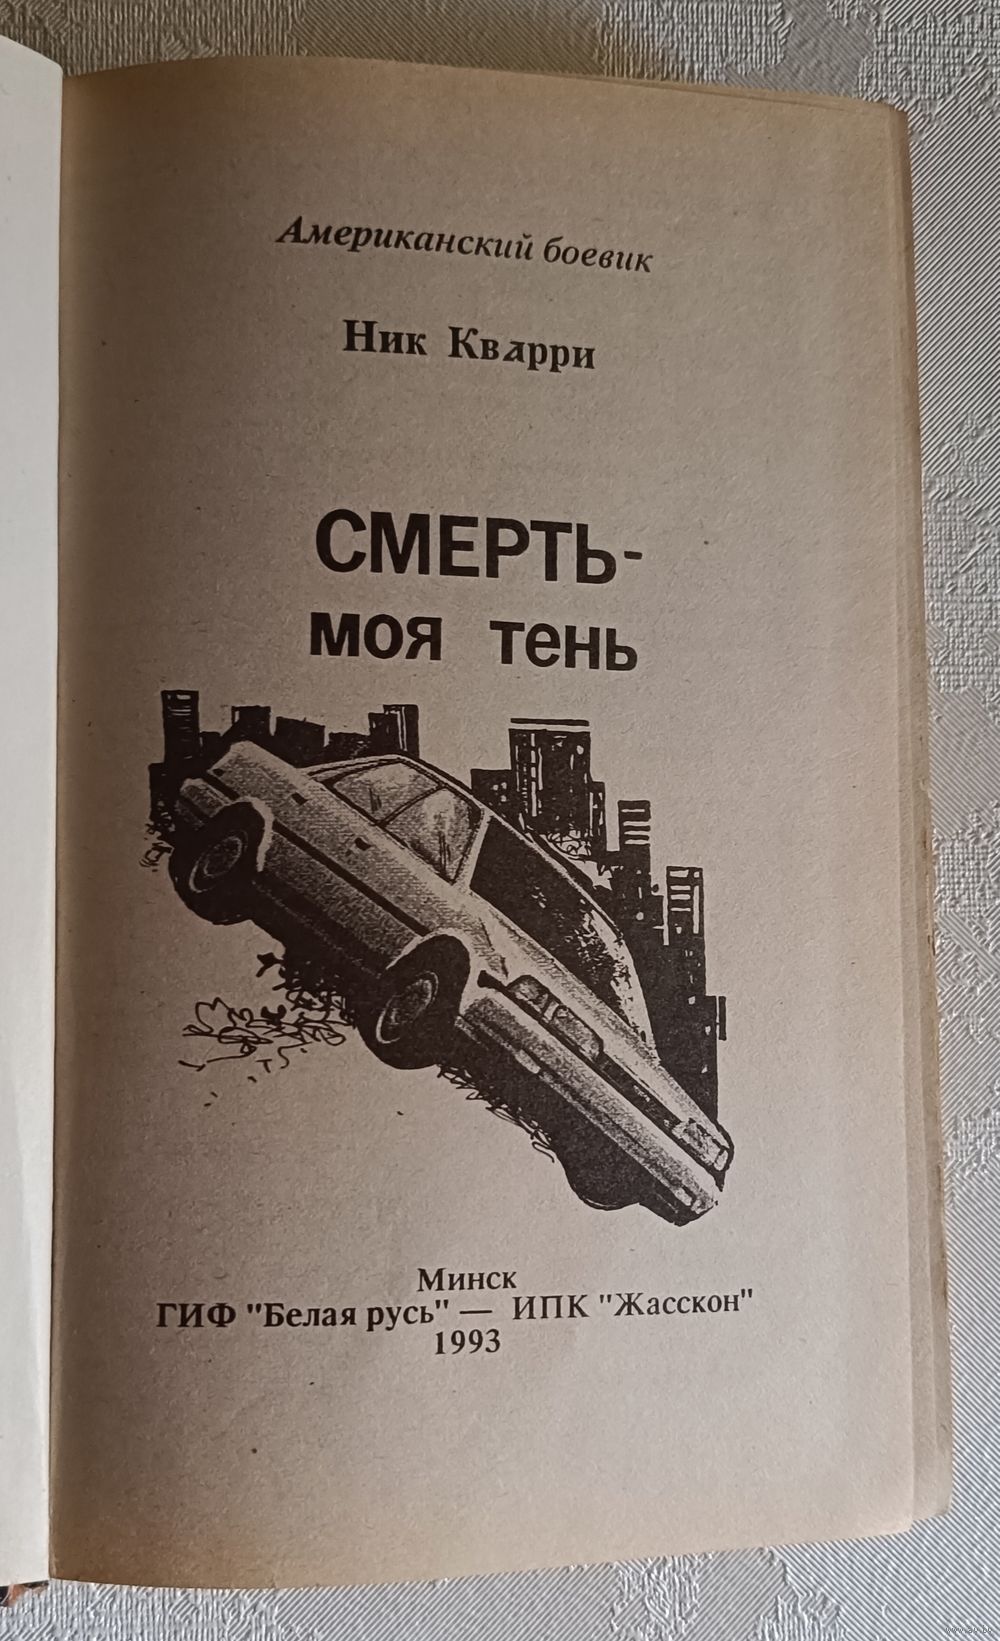 Американский боевик
Ник Кварри
СМЕРТЬ-
моя тень
Минск
ГИФ "Белая русь" — ИПК "Жасскон"
1993